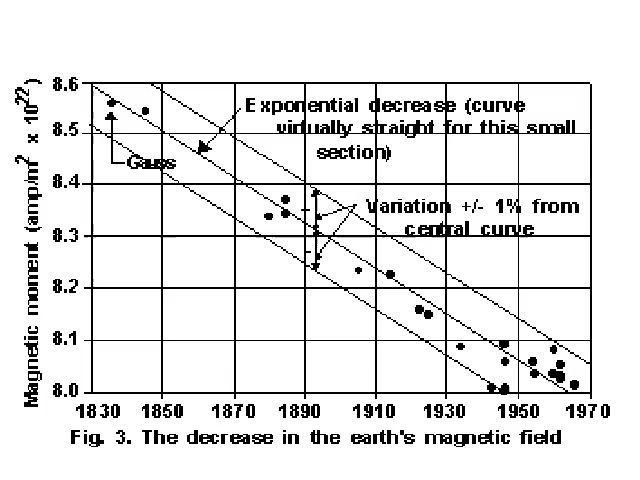 Magnetic moment (amp/m² x 10²²)
8.6
8.5
8.4
8.3
8.2
8.1
8.0
Exponential decrease (curve
virtually straight for this small
section)
Gauss
Variation +/- 1% from
central curve
1830 1850 1870 1890 1910 1930 1950 1970
Fig. 3. The decrease in the earth's magnetic field